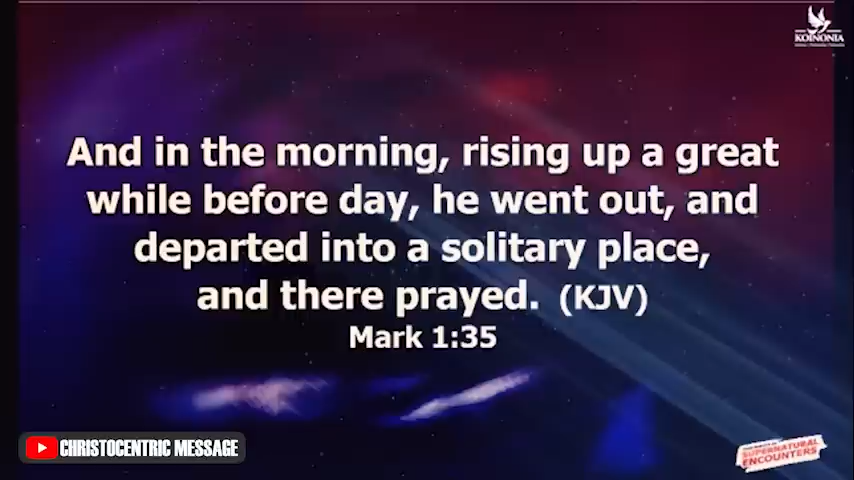 KOINONIA
And in the morning, rising up a great
while before day, he went out, and
departed into a solitary place,
and there prayed. (KJV)
Mark 1:35
CHRISTOCENTRIC MESSAGE
SUPERNATURAL
ENCOUNTERS